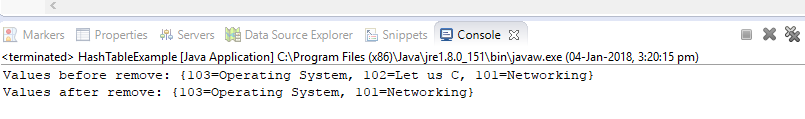 Markers Properties Servers Data Source Explorer Snippets Console
<terminated> HashTableExample [Java Application] C:\Program Files (x86)\Java\jre1.8.0_151\bin\javaw.exe (04-Jan-2018, 3:20:15 pm)
Values before remove: {103=Operating System, 102=Let us C, 101=Networking}
Values after remove: {103=Operating System, 101=Networking}